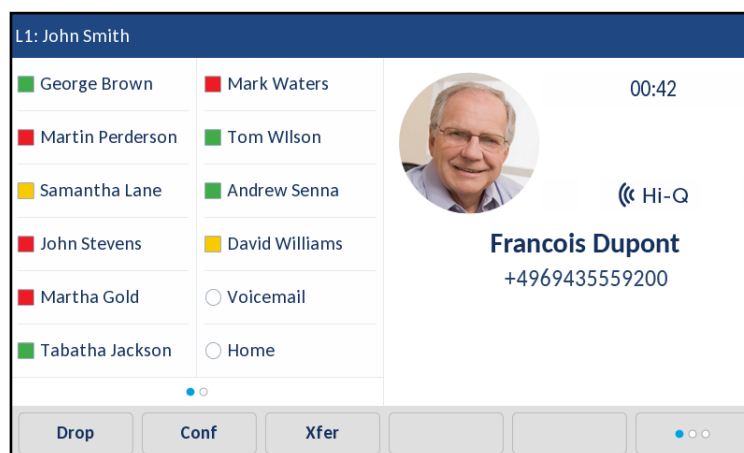 L1: John Smith
George Brown
Mark Waters
00:42
Martin Perderson
Tom WIlson
Samantha Lane
Andrew Senna
Hi-Q
John Stevens
David Williams
Francois Dupont
+4969435559200
Martha Gold
Voicemail
Tabatha Jackson
Home
Drop
Conf
Xfer